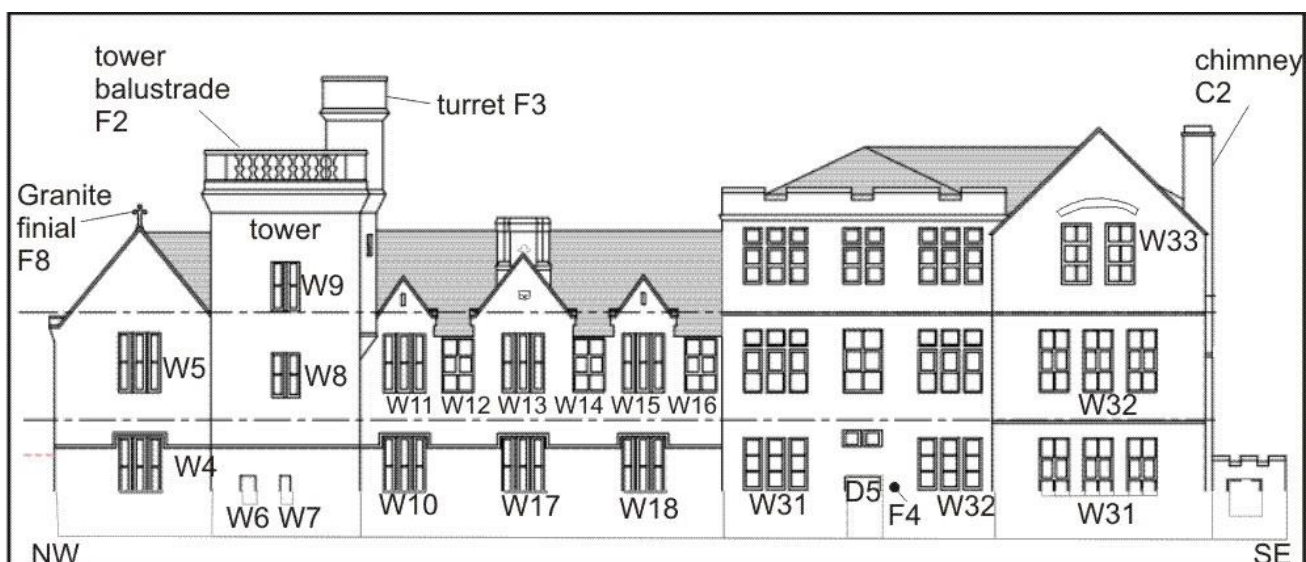 tower
balustrade
F2
turret F3
chimney
C2
Granite
finial
F8
tower
W9
W33
W5
W8
W11 W12 W13 W14 W15 W16
W32
W4
W6 W7
W10
W17
W18
W31
D5
F4
W32
W31
NW
SE